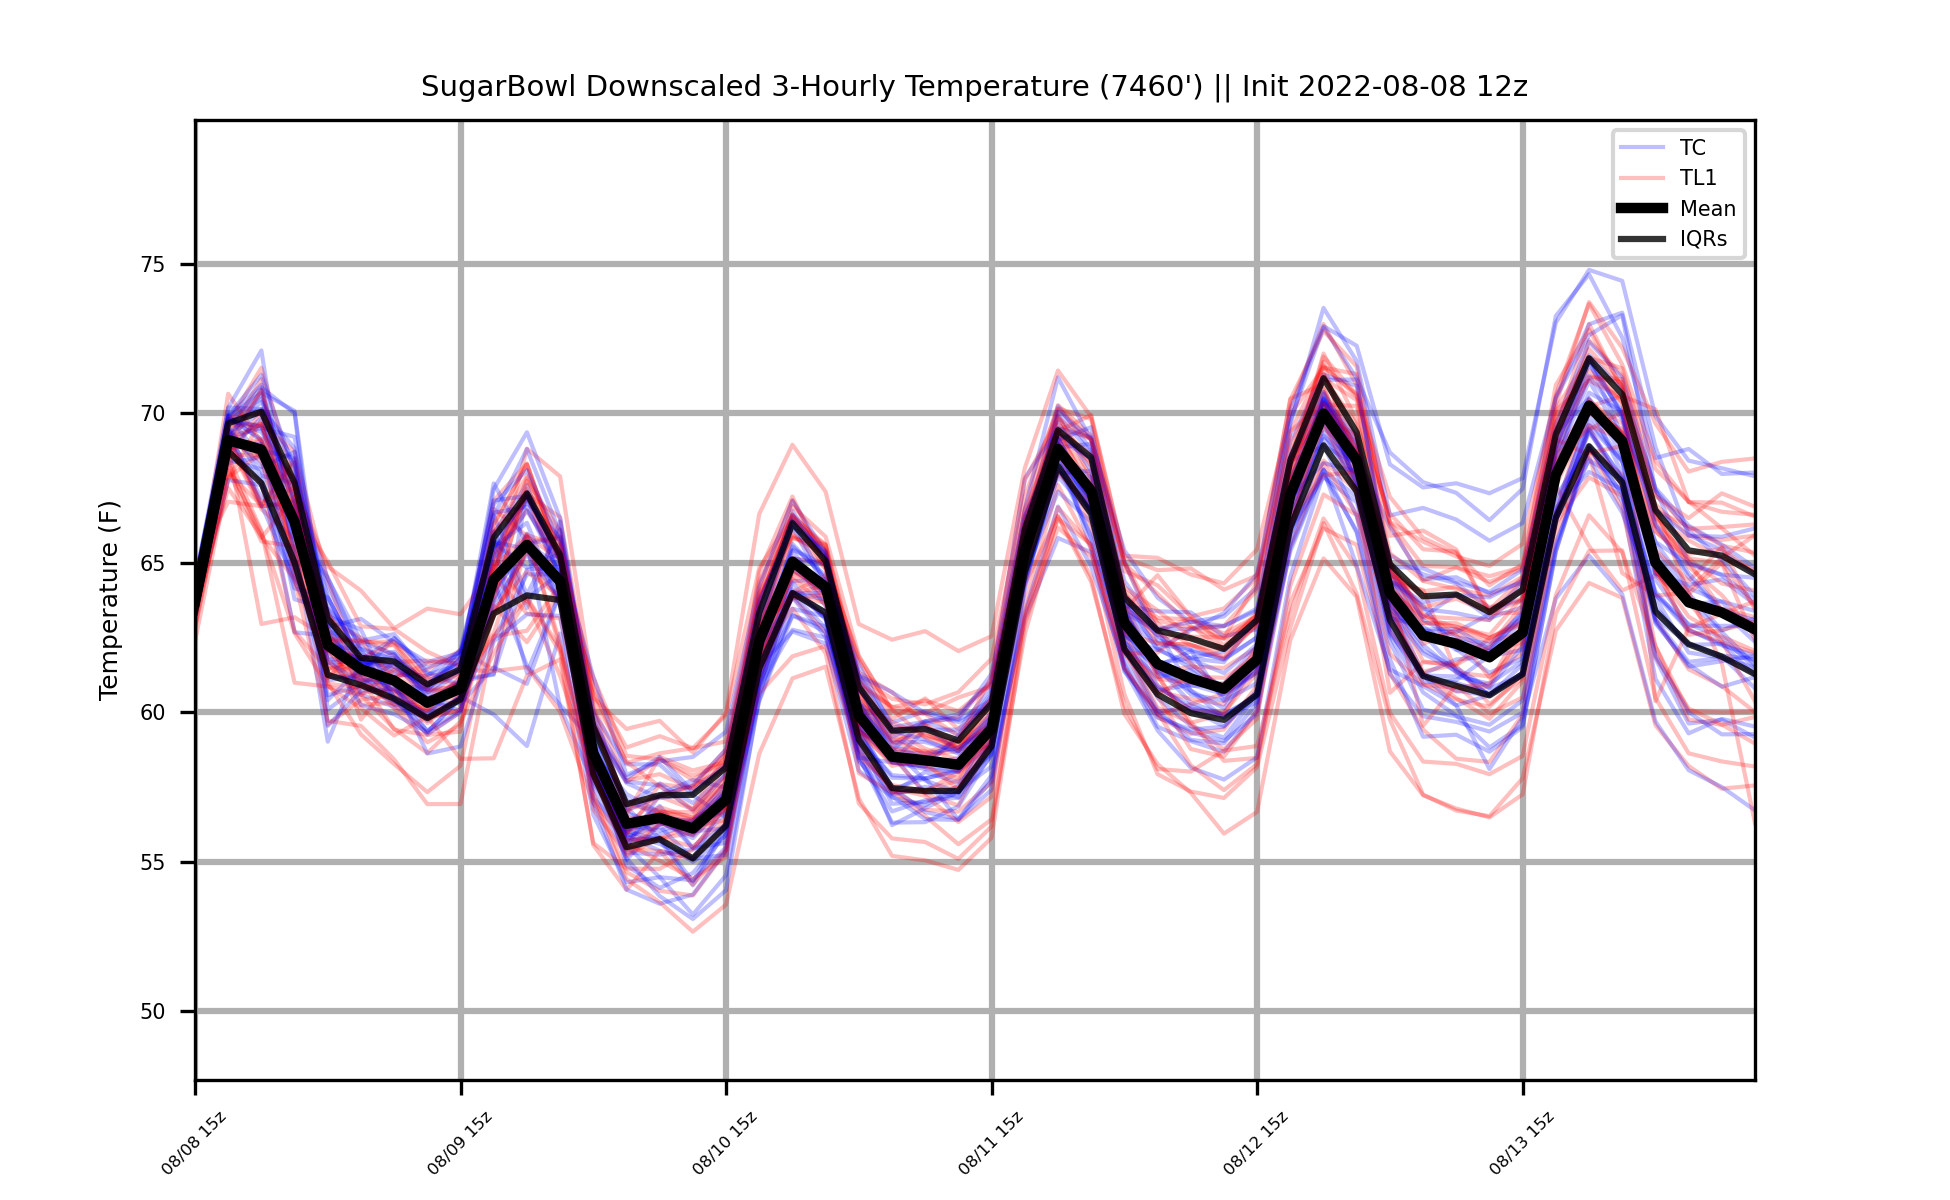 SugarBowl Downscaled 3-Hourly Temperature (7460') || Init 2022-08-08 12z
TC
TL1
Mean
IQRs
Temperature (F)
75
70
65
60
55
50
08/08 15z
08/09 15z
08/10 15z
08/11 15z
08/12 15z
08/13 15z